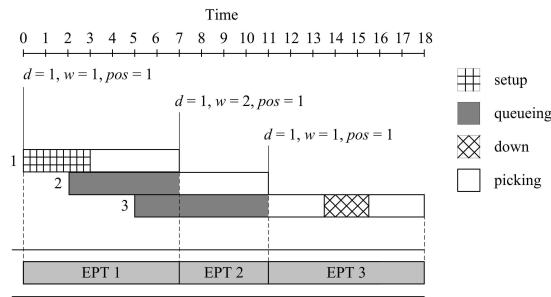 Time
0 1 2 3 4 5 6 7 8 9 10 11 12 13 14 15 16 17 18
d = 1, w = 1, pos = 1
d = 1, w = 2, pos = 1
d = 1, w = 1, pos = 1
setup
queueing
down
picking
1
2
3
EPT 1 EPT 2 EPT 3